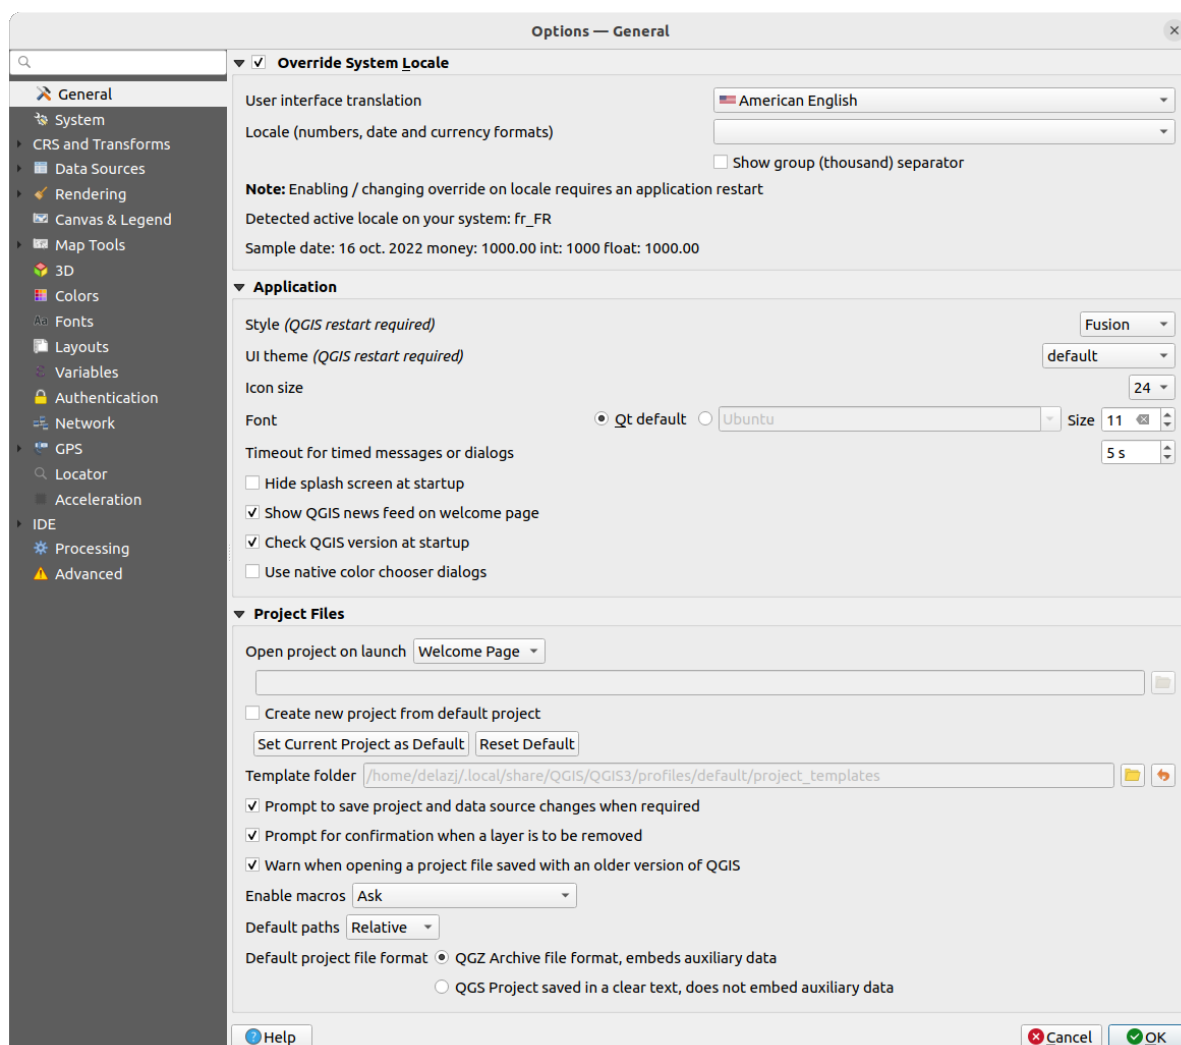 Options — General
General
System
CRS and Transforms
Data Sources
Rendering
Canvas & Legend
Map Tools
3D
Colors
Fonts
Layouts
Variables
Authentication
Network
GPS
Locator
Acceleration
IDE
Processing
Advanced
Override System Locale
User interface translation American English
Locale (numbers, date and currency formats)
Show group (thousand) separator
Note: Enabling / changing override on locale requires an application restart
Detected active locale on your system: fr_FR
Sample date: 16 oct. 2022 money: 1000.00 int: 1000 float: 1000.00
Application
Style (QGIS restart required) Fusion
UI theme (QGIS restart required) default
Icon size 24
Font Qt default Ubuntu Size 11
Timeout for timed messages or dialogs 5 s
Hide splash screen at startup
Show QGIS news feed on welcome page
Check QGIS version at startup
Use native color chooser dialogs
Project Files
Open project on launch Welcome Page
Create new project from default project
Set Current Project as Default Reset Default
Template folder /home/delazj/.local/share/QGIS/QGIS3/profiles/default/project_templates
Prompt to save project and data source changes when required
Prompt for confirmation when a layer is to be removed
Warn when opening a project file saved with an older version of QGIS
Enable macros Ask
Default paths Relative
Default project file format QGZ Archive file format, embeds auxiliary data
QGS Project saved in a clear text, does not embed auxiliary data
Help Cancel OK